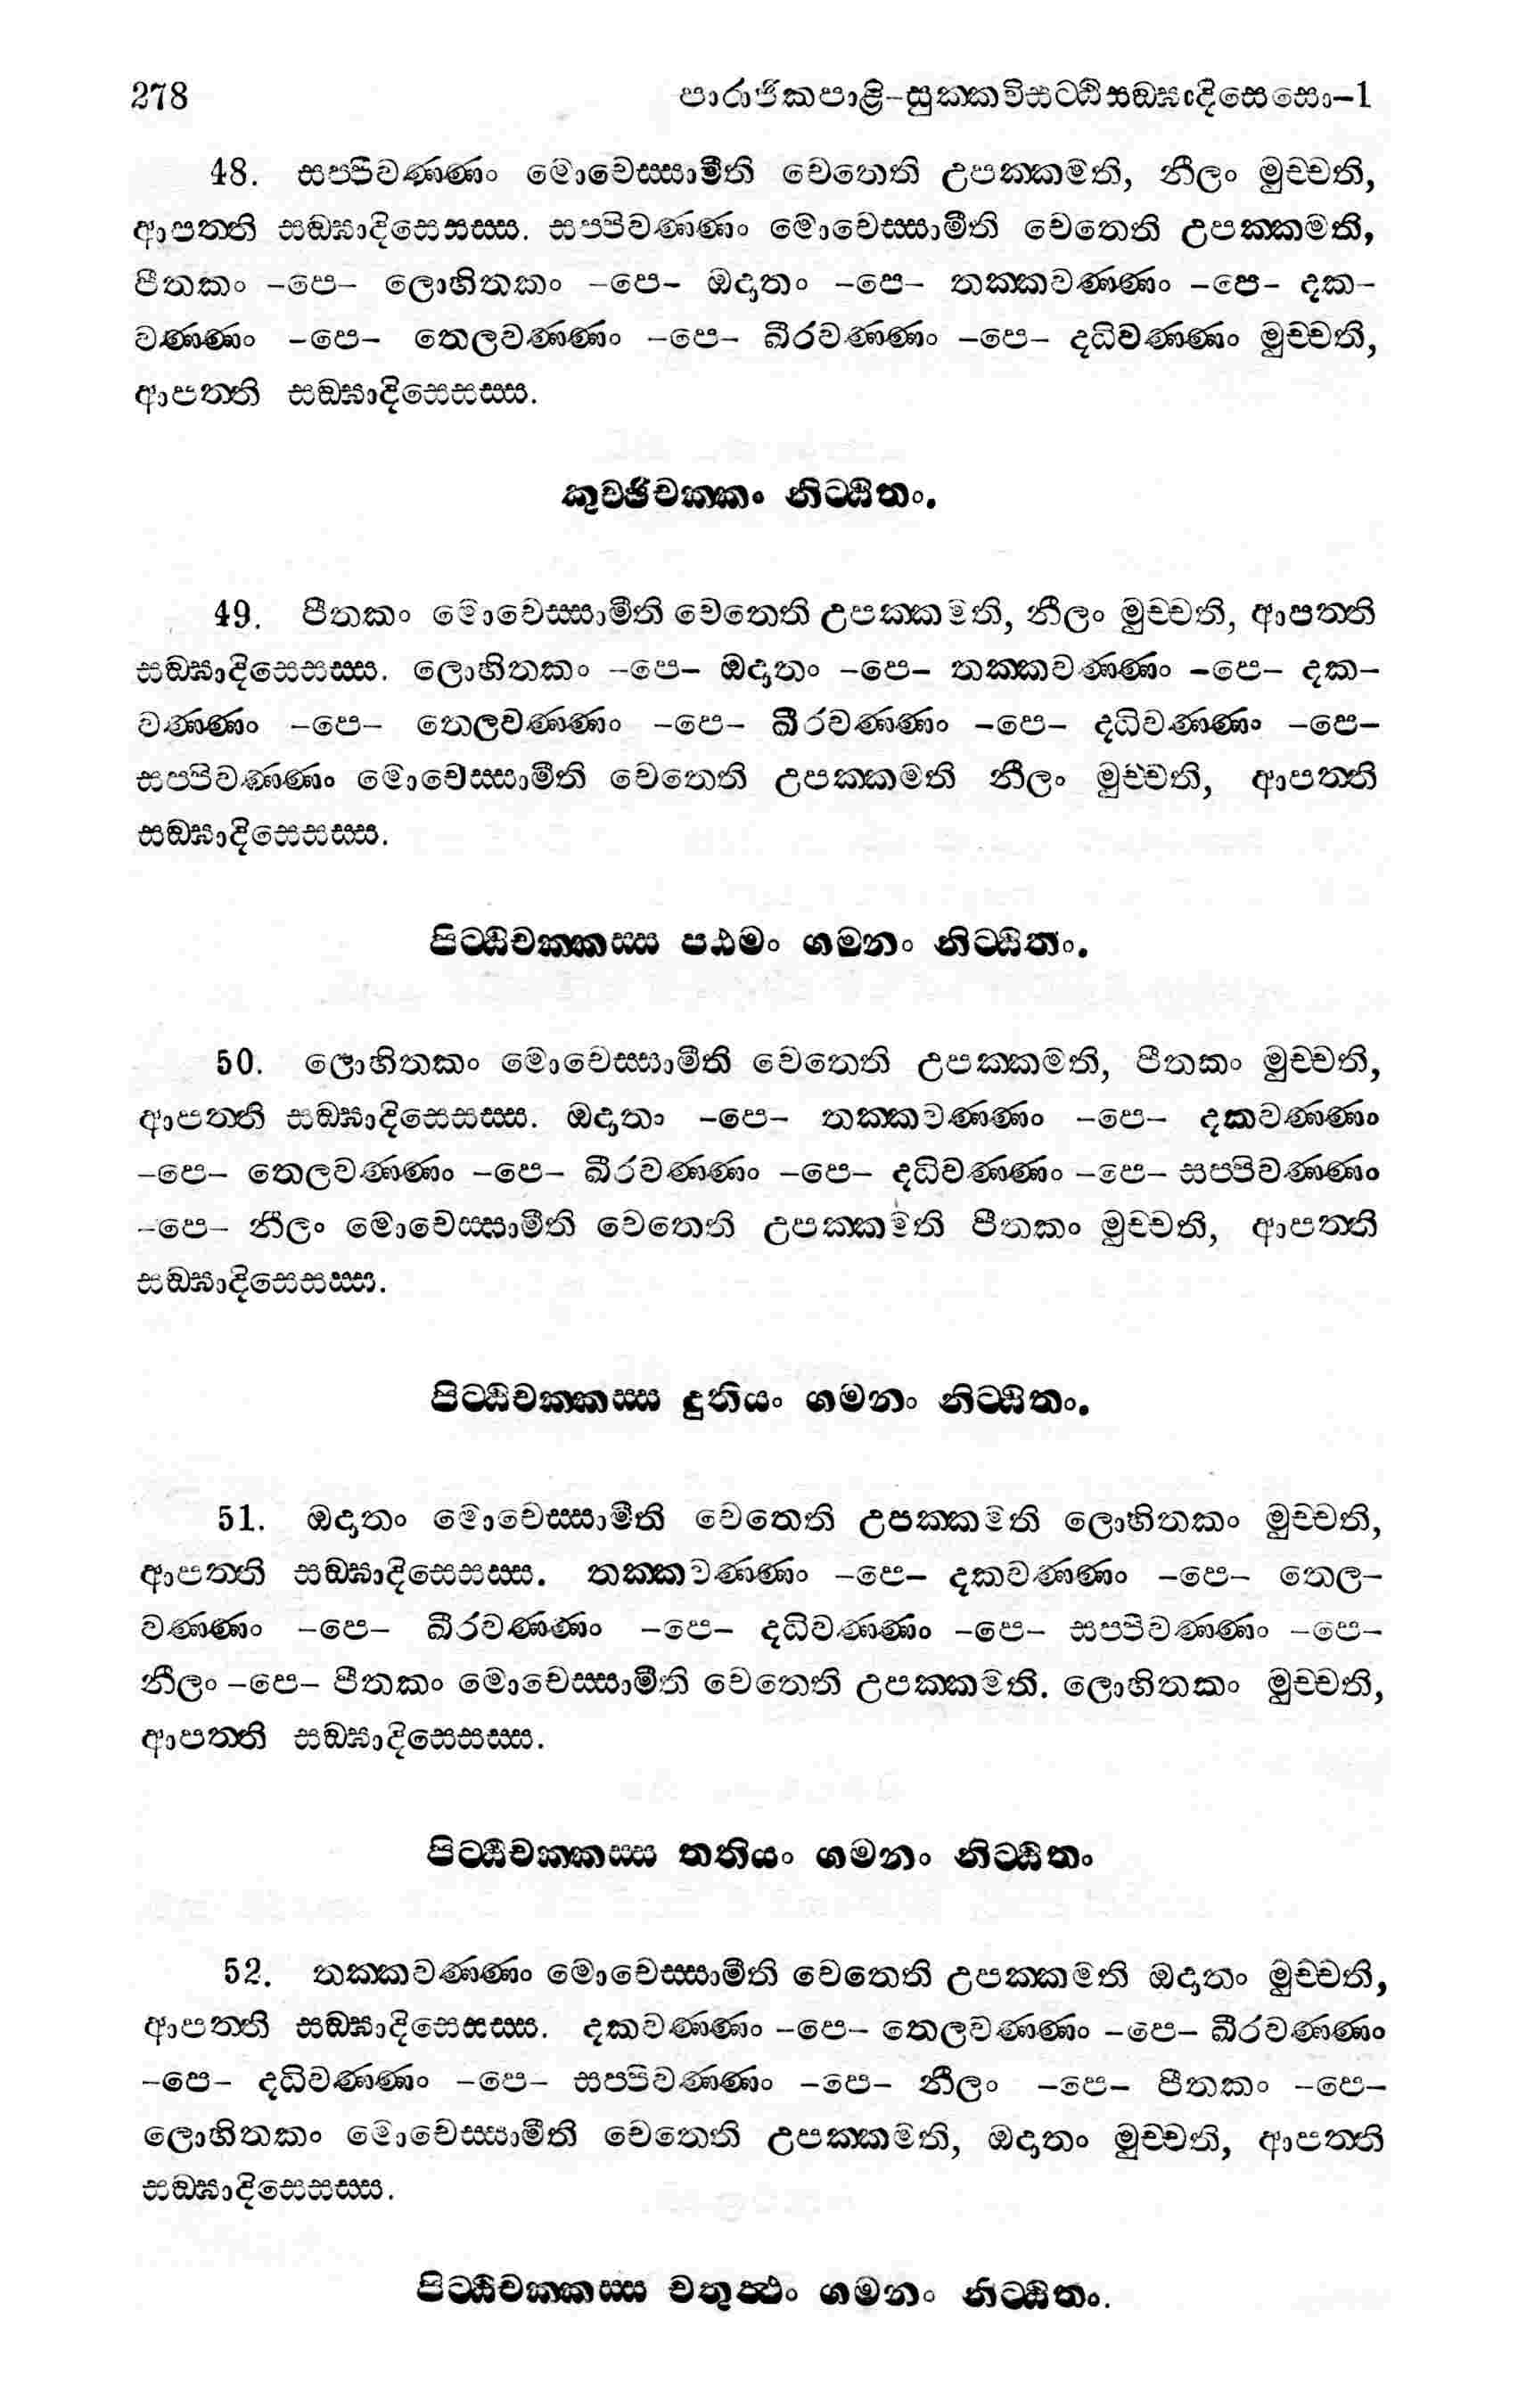 278 පාරාජිකපාළි-සුක්කවිසට්ඨිසඞ්ඝාදිසෙසො-1
48. සප්පිවණ්ණං මොචෙස්සාමීති චෙතෙති උපක්කමති, නීලං මුච්චති,
ආපත්ති සඞ්ඝාදිසෙසස්ස. සප්පිවණ්ණං මොචෙස්සාමීති චෙතෙති උපක්කමති,
පීතකං -පෙ- ලොහිතකං -පෙ- ඔදාතං -පෙ- තක්කවණ්ණං -පෙ- දක-
වණ්ණං -පෙ- තෙලවණ්ණං -පෙ- ඛීරවණ්ණං -පෙ- දධිවණ්ණං මුච්චති,
ආපත්ති සඞ්ඝාදිසෙසස්ස.
කුච්ඡිචක්කං නිට්ඨිතං.
49. පීතකං මොචෙස්සාමීති චෙතෙති උපක්කමති, නීලං මුච්චති, ආපත්ති
සඞ්ඝාදිසෙසස්ස. ලොහිතකං -පෙ- ඔදාතං -පෙ- තක්කවණ්ණං -පෙ- දක-
වණ්ණං -පෙ- තෙලවණ්ණං -පෙ- ඛීරවණ්ණං -පෙ- දධිවණ්ණං -පෙ-
සප්පිවණ්ණං මොචෙස්සාමීති චෙතෙති උපක්කමති නීලං මුච්චති, ආපත්ති
සඞ්ඝාදිසෙසස්ස.
පිට්ඨිචක්කස්ස පඨමං ගමනං නිට්ඨිතං.
50. ලොහිතකං මොචෙස්සාමීති චෙතෙති උපක්කමති, පීතකං මුච්චති,
ආපත්ති සඞ්ඝාදිසෙසස්ස. ඔදාතං -පෙ- තක්කවණ්ණං -පෙ- දකවණ්ණං
-පෙ- තෙලවණ්ණං -පෙ- ඛීරවණ්ණං -පෙ- දධිවණ්ණං -පෙ- සප්පිවණ්ණං
-පෙ- නීලං මොචෙස්සාමීති චෙතෙති උපක්කමති පීතකං මුච්චති, ආපත්ති
සඞ්ඝාදිසෙසස්ස.
පිට්ඨිචක්කස්ස දුතියං ගමනං නිට්ඨිතං.
51. ඔදාතං මොචෙස්සාමීති චෙතෙති උපක්කමති ලොහිතකං මුච්චති,
ආපත්ති සඞ්ඝාදිසෙසස්ස. තක්කවණ්ණං -පෙ- දකවණ්ණං -පෙ- තෙල-
වණ්ණං -පෙ- ඛීරවණ්ණං -පෙ- දධිවණ්ණං -පෙ- සප්පිවණ්ණං -පෙ-
නීලං -පෙ- පීතකං මොචෙස්සාමීති චෙතෙති උපක්කමති. ලොහිතකං මුච්චති,
ආපත්ති සඞ්ඝාදිසෙසස්ස.
පිට්ඨිචක්කස්ස තතියං ගමනං නිට්ඨිතං
52. තක්කවණ්ණං මොචෙස්සාමීති චෙතෙති උපක්කමති ඔදාතං මුච්චති,
ආපත්ති සඞ්ඝාදිසෙසස්ස. දකවණ්ණං -පෙ- තෙලවණ්ණං -පෙ- ඛීරවණ්ණං
-පෙ- දධිවණ්ණං -පෙ- සප්පිවණ්ණං -පෙ- නීලං -පෙ- පීතකං -පෙ-
ලොහිතකං මොචෙස්සාමීති චෙතෙති උපක්කමති, ඔදාතං මුච්චති, ආපත්ති
සඞ්ඝාදිසෙසස්ස.
පිට්ඨිචක්කස්ස චතුත්ථං ගමනං නිට්ඨිතං.